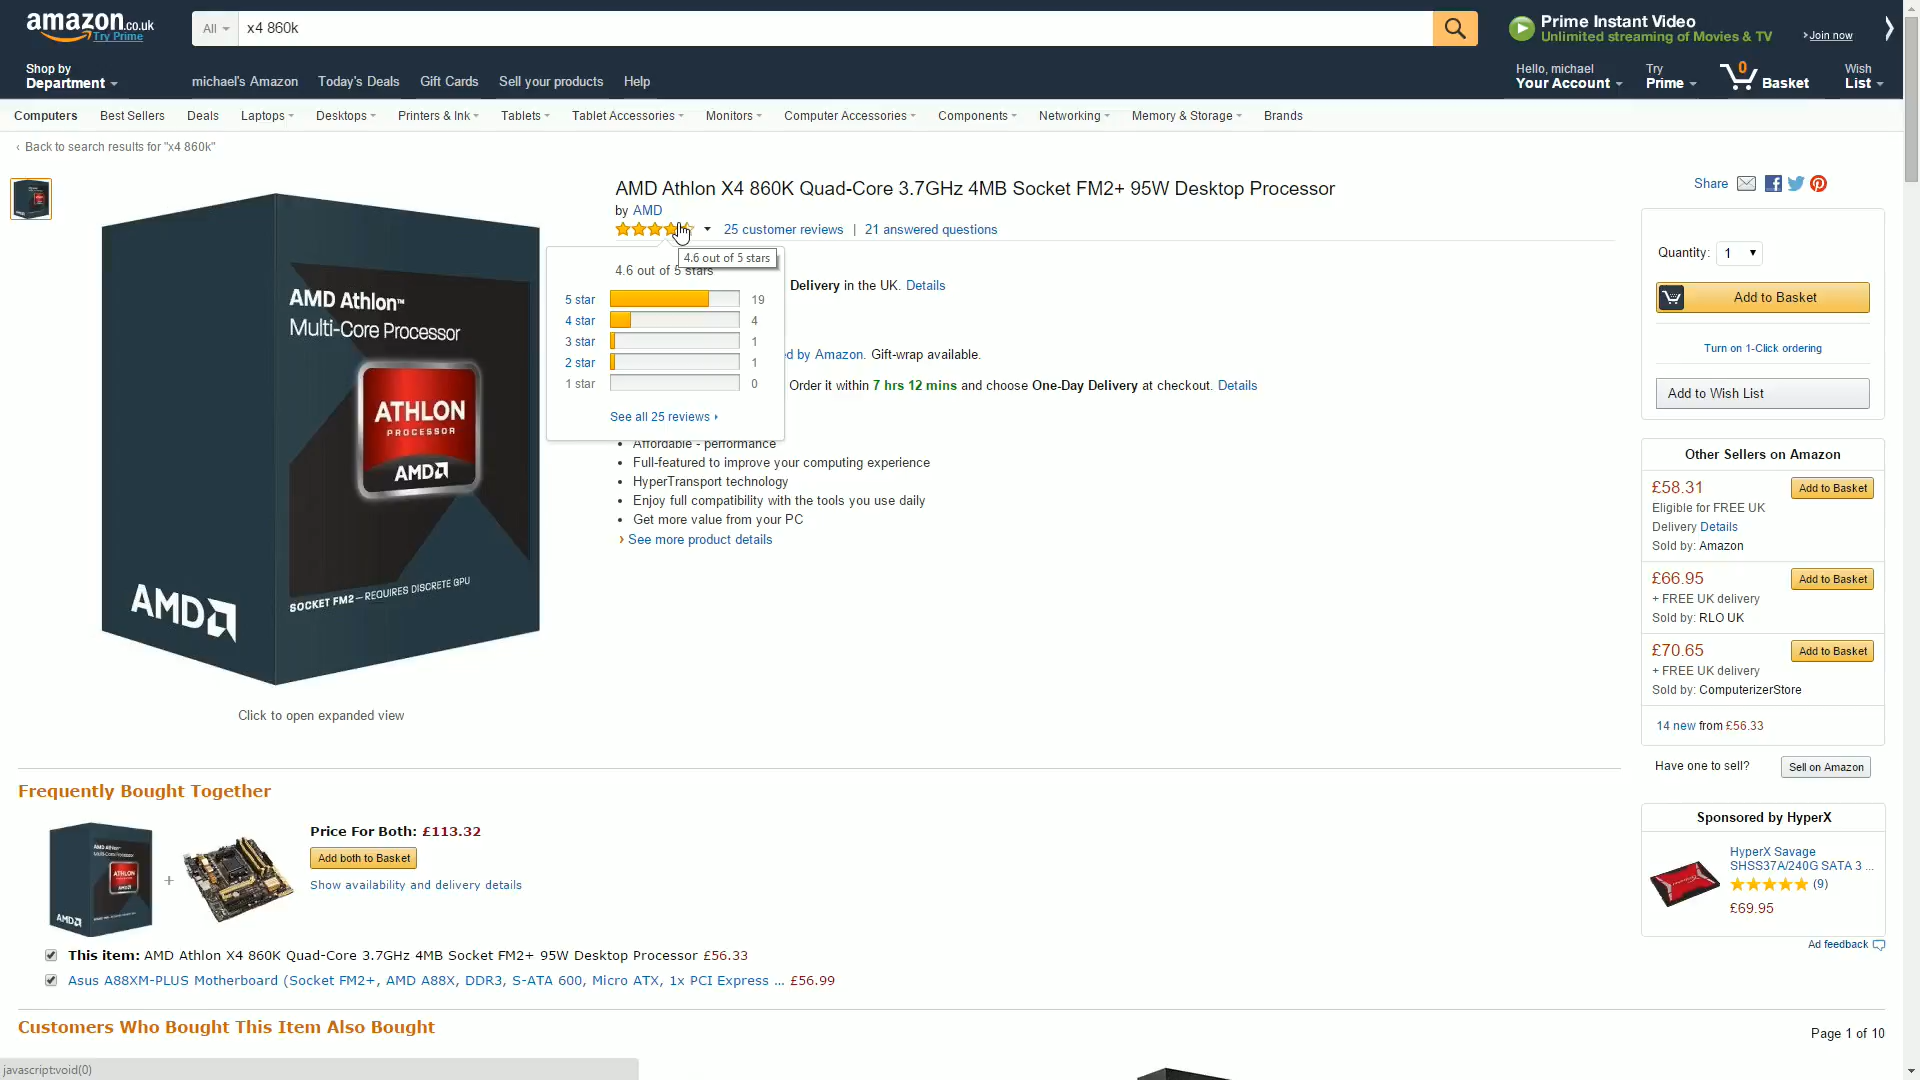 amazon.co.uk
Try Prime
All
x4 860k
Prime Instant Video
Unlimited streaming of Movies & TV
Join now
Shop by
Department
michael's Amazon
Today's Deals
Gift Cards
Sell your products
Help
Hello, michael
Your Account
Try
Prime
0
Basket
Wish
List
Computers
Best Sellers
Deals
Laptops
Desktops
Printers & Ink
Tablets
Tablet Accessories
Monitors
Computer Accessories
Components
Networking
Memory & Storage
Brands
‹ Back to search results for "x4 860k"
AMD Athlon X4 860K Quad-Core 3.7GHz 4MB Socket FM2+ 95W Desktop Processor
by AMD
25 customer reviews | 21 answered questions
4.6 out of 5 stars
4.6 out of 5 stars
5 star 19
4 star 4
3 star 1
2 star 1
1 star 0
See all 25 reviews
Delivery in the UK. Details
d by Amazon. Gift-wrap available.
Order it within 7 hrs 12 mins and choose One-Day Delivery at checkout. Details
Affordable - performance
Full-featured to improve your computing experience
HyperTransport technology
Enjoy full compatibility with the tools you use daily
Get more value from your PC
› See more product details
AMD Athlon™
Multi-Core Processor
ATHLON
PROCESSOR
AMD
SOCKET FM2—REQUIRES DISCRETE GPU
AMD
Click to open expanded view
Share
Quantity: 1
Add to Basket
Turn on 1-Click ordering
Add to Wish List
Other Sellers on Amazon
£58.31
Add to Basket
Eligible for FREE UK
Delivery Details
Sold by: Amazon
£66.95
Add to Basket
+ FREE UK delivery
Sold by: RLO UK
£70.65
Add to Basket
+ FREE UK delivery
Sold by: ComputerizerStore
14 new from £56.33
Have one to sell?
Sell on Amazon
Sponsored by HyperX
HyperX Savage
SHSS37A/240G SATA 3 ...
(9)
£69.95
Ad feedback
Frequently Bought Together
AMD Athlon
Multi-Core Processor
ATHLON
AMD
+
Price For Both: £113.32
Add both to Basket
Show availability and delivery details
This item: AMD Athlon X4 860K Quad-Core 3.7GHz 4MB Socket FM2+ 95W Desktop Processor £56.33
Asus A88XM-PLUS Motherboard (Socket FM2+, AMD A88X, DDR3, S-ATA 600, Micro ATX, 1x PCI Express ... £56.99
Customers Who Bought This Item Also Bought
Page 1 of 10
javascript:void(0)